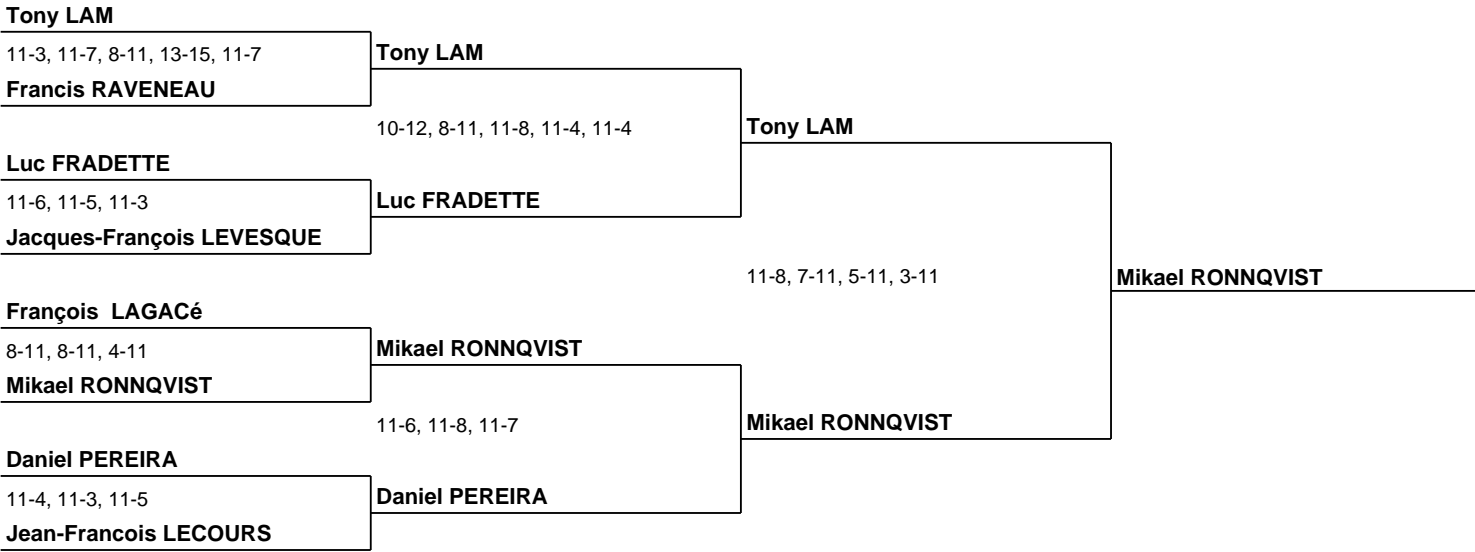 Tony LAM
11-3, 11-7, 8-11, 13-15, 11-7
Francis RAVENEAU
Luc FRADETTE
11-6, 11-5, 11-3
Jacques-François LEVESQUE
François  LAGACé
8-11, 8-11, 4-11
Mikael RONNQVIST
Daniel PEREIRA
11-4, 11-3, 11-5
Jean-Francois LECOURS
Tony LAM
10-12, 8-11, 11-8, 11-4, 11-4
Luc FRADETTE
Mikael RONNQVIST
11-6, 11-8, 11-7
Daniel PEREIRA
Tony LAM
11-8, 7-11, 5-11, 3-11
Mikael RONNQVIST
Mikael RONNQVIST